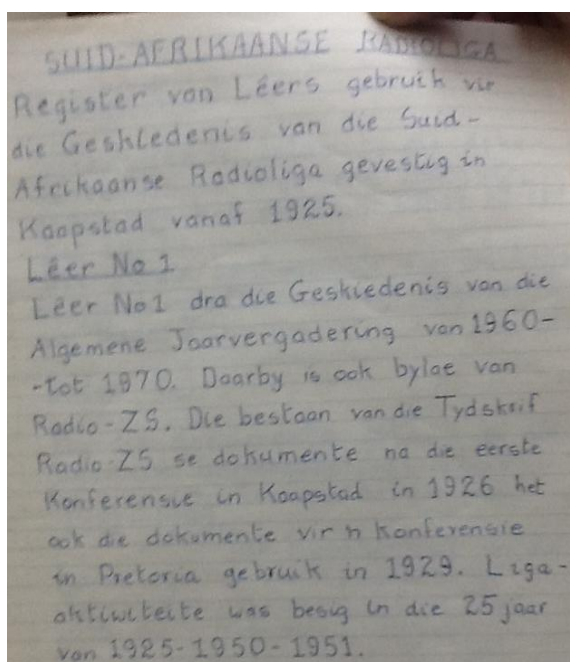 SUID-AFRIKAANSE RADIOLIGA
Register van Lêers gebruik vir
die Geskiedenis van die Suid-
Afrikaanse Radioliga gevestig in
Kaapstad vanaf 1925.
Lêer No 1
Lêer No1 dra die Geskiedenis van die
Algemene Jaarvergadering van 1960-
-tot 1970. Daarby is ook bylae van
Radio-ZS. Die bestaan van die Tydskrif
Radio-ZS se dokumente na die eerste
Konferensie in Kaapstad in 1926 het
ook die dokumente vir 'n Konferensie
in Pretoria gebruik in 1929. Liga-
aktiwiteite was besig in die 25 jaar
van 1925-1950-1951.